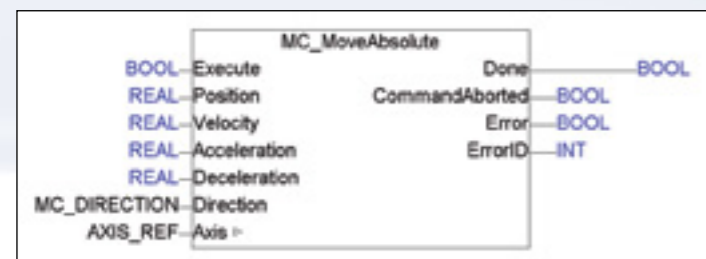 MC_MoveAbsolute
BOOL Execute Done BOOL
REAL Position CommandAborted BOOL
REAL Velocity Error BOOL
REAL Acceleration ErrorID INT
REAL Deceleration
MC_DIRECTION Direction
AXIS_REF Axis ▷